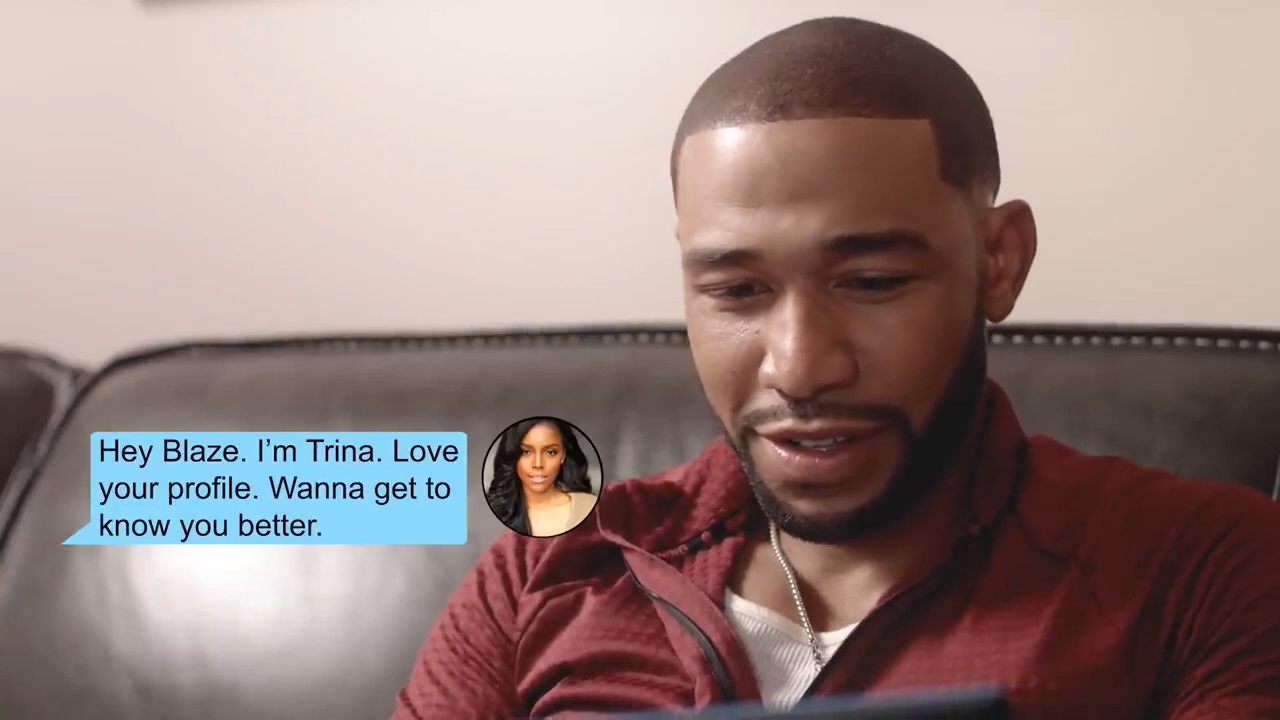 Hey Blaze. I’m Trina. Love
your profile. Wanna get to
know you better.